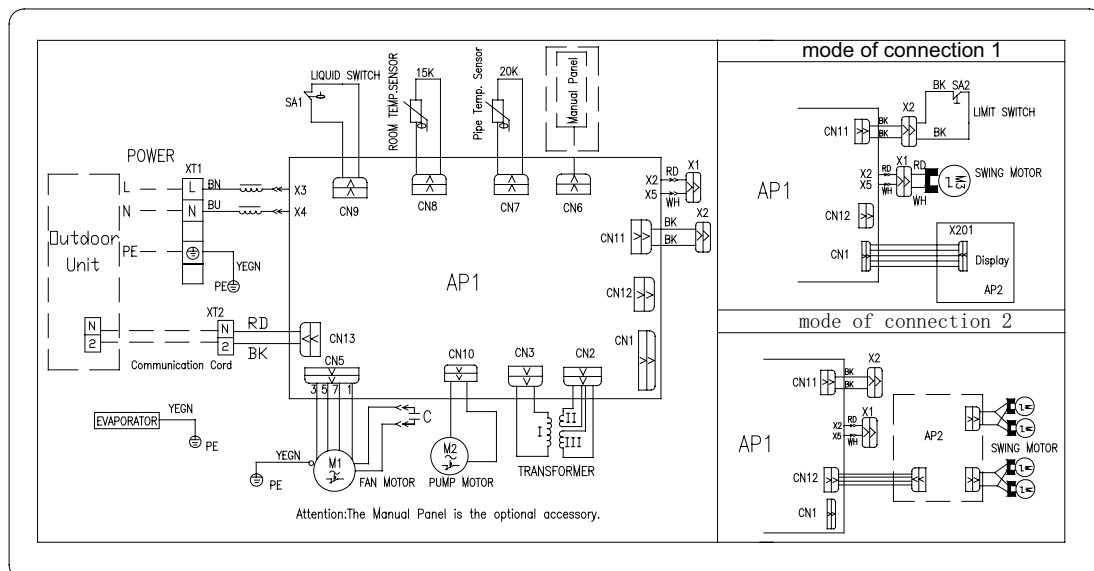 LIQUID SWITCH
SA1
ROOM TEMP.SENSOR
15K
Pipe Temp. Sensor
20K
Manual Panel
POWER
XT1
L
L
BN
X3
N
N
BU
X4
PE
YEGN
PE
Outdoor
Unit
CN9
CN8
CN7
CN6
X2
RD
X1
X5
WH
CN11
BK
BK
X2
AP1
CN12
CN1
N
2
XT2
N
2
RD
BK
CN13
Communication Cord
CN5
3 5 7 1
CN10
CN3
CN2
C
I
II
III
EVAPORATOR
YEGN
PE
YEGN
PE
M1
FAN MOTOR
M2
PUMP MOTOR
TRANSFORMER
Attention:The Manual Panel is the optional accessory.
mode of connection 1
BK SA2
X2
LIMIT SWITCH
CN11
BK
BK
BK
X1
X2
RD
RD
X5
WH
WH
M3
SWING MOTOR
AP1
CN12
CN1
X201
Display
AP2
mode of connection 2
CN11
BK
BK
X2
X2
RD
X1
X5
WH
AP1
AP2
SWING MOTOR
CN12
CN1